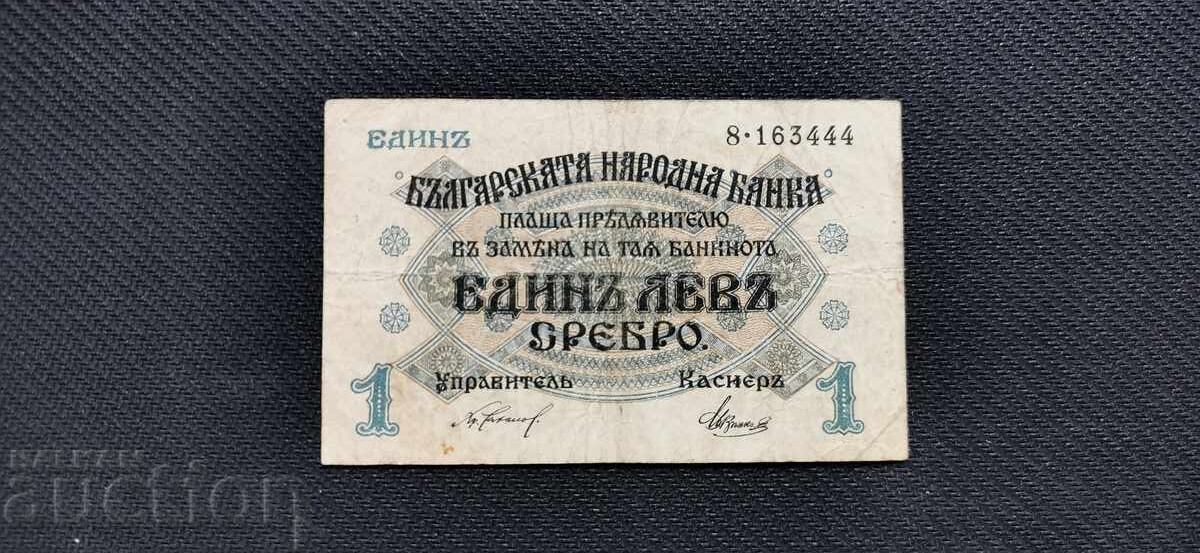 ЕДИНЪ
8·163444
БЪЛГАРСКАТА НАРОДНА БАНКА
ПЛАЩА ПРѢДЯВИТЕЛЮ
ВЪ ЗАМѢНА НА ТАЯ БАНКНОТА
ЕДИНЪ ЛЕВЪ
СРЕБРО.
УПРАВИТЕЛЬ КАСИЕРЪ
1 1
auction